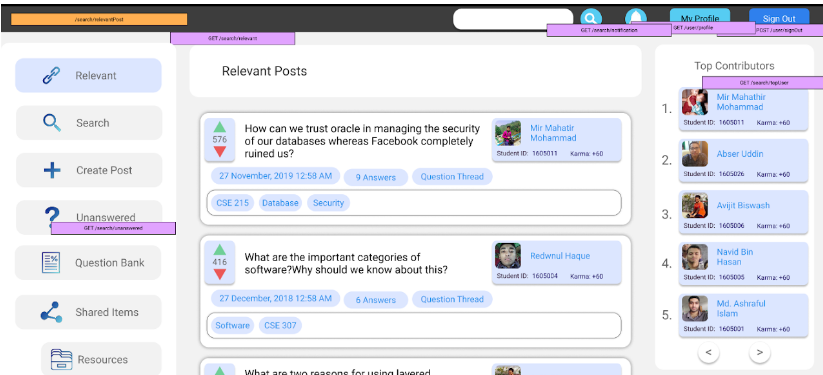 /search/relevantPost
My Profile
Sign Out
GET /search/notification
GET /user/profile
POST /user/signOut
GET /search/relevant
Relevant
Search
Create Post
Unanswered
GET /search/unanswered
Question Bank
Shared Items
Resources
Relevant Posts
576
How can we trust oracle in managing the security
of our databases whereas Facebook completely
ruined us?
Mir Mahatir
Mohammad
Student ID: 1605011 Karma: +60
27 November, 2019 12:58 AM 9 Answers Question Thread
CSE 215 Database Security
416
What are the important categories of
software?Why should we know about this?
Redwnul Haque
Student ID: 1605004 Karma: +60
27 December, 2018 12:58 AM 6 Answers Question Thread
Software CSE 307
What are two reasons for using layered
Top Contributors
GET /search/topUser
1.
Mir Mahathir
Mohammad
Student ID: 1605011 Karma: +60
2.
Abser Uddin
Student ID: 1605026 Karma: +60
3.
Avijit Biswash
Student ID: 1605006 Karma: +60
4.
Navid Bin
Hasan
Student ID: 1605005 Karma: +60
5.
Md. Ashraful
Islam
Student ID: 1605001 Karma: +60
< >